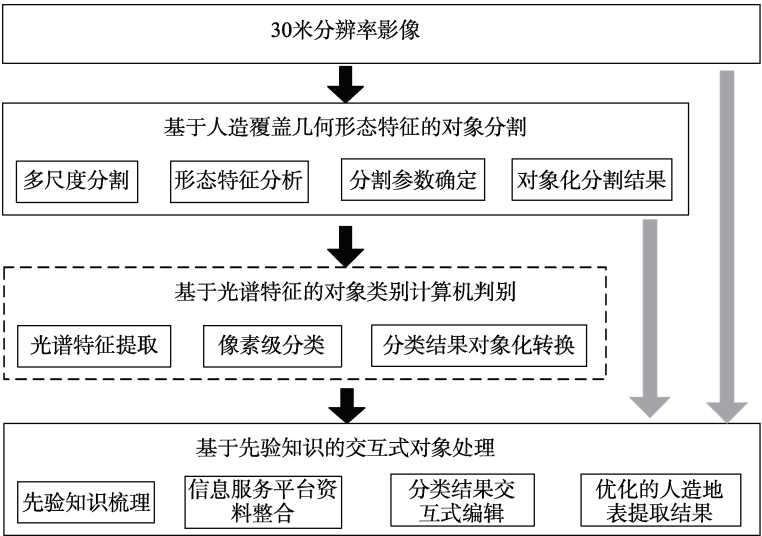 30米分辨率影像
基于人造覆盖几何形态特征的对象分割
多尺度分割
形态特征分析
分割参数确定
对象化分割结果
基于光谱特征的对象类别计算机判别
光谱特征提取
像素级分类
分类结果对象化转换
基于先验知识的交互式对象处理
先验知识梳理
信息服务平台资
料整合
分类结果交
互式编辑
优化的人造地
表提取结果